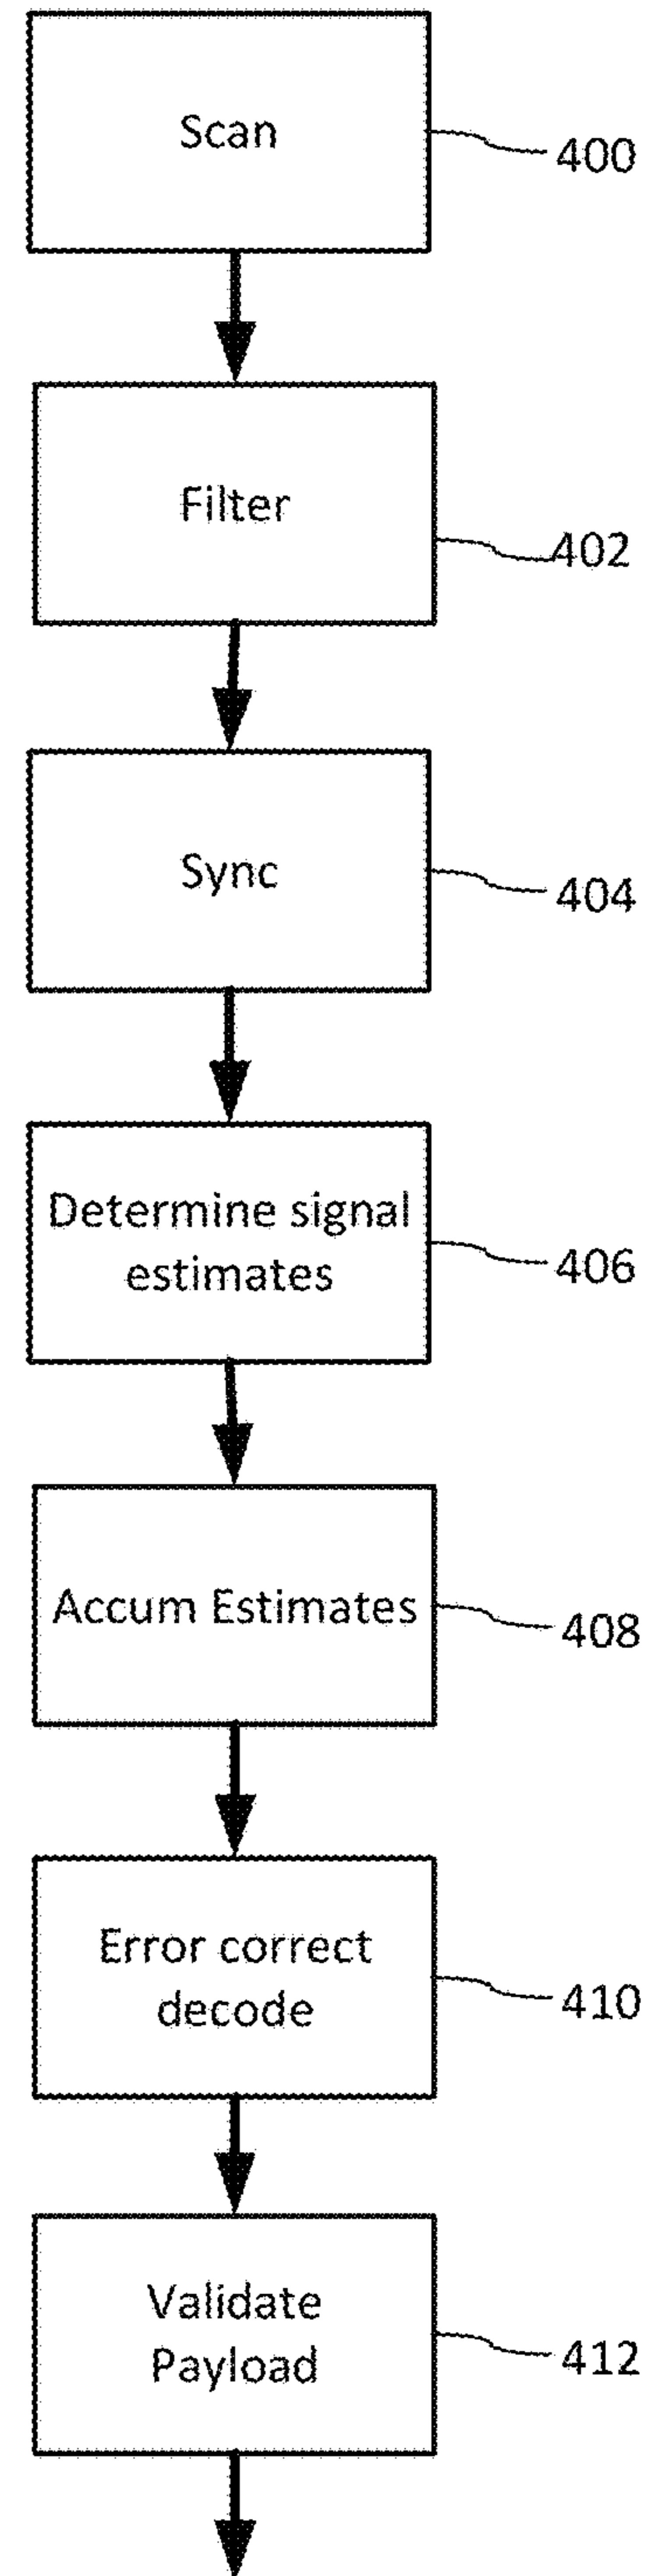 Scan
400
Filter
402
Sync
404
Determine signal
estimates
406
Accum Estimates
408
Error correct
decode
410
Validate
Payload
412